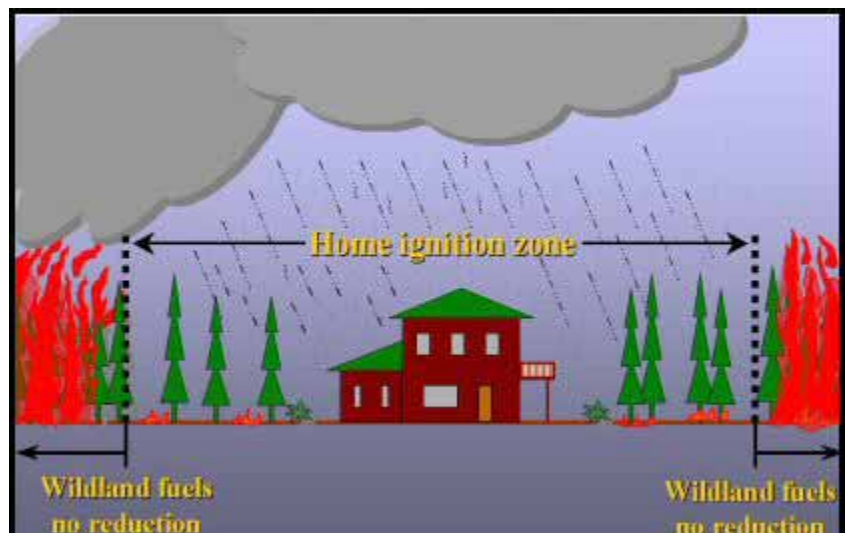 Home ignition zone
Wildland fuels
no reduction
Wildland fuels
no reduction